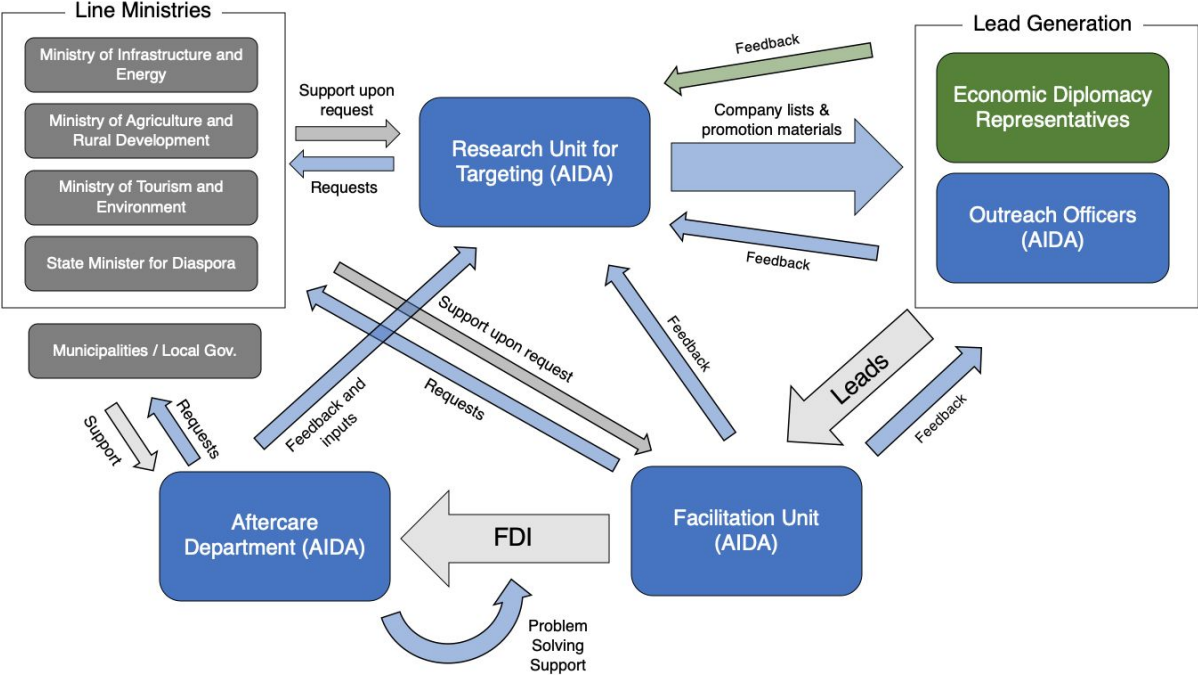 Line Ministries
Ministry of Infrastructure and
Energy
Ministry of Agriculture and
Rural Development
Ministry of Tourism and
Environment
State Minister for Diaspora
Municipalities / Local Gov.
Support upon
request
Requests
Research Unit for
Targeting (AIDA)
Feedback
Company lists &
promotion materials
Feedback
Lead Generation
Economic Diplomacy
Representatives
Outreach Officers
(AIDA)
Support upon request
Requests
Feedback
Leads
Feedback
Support
Requests
Feedback and
inputs
Aftercare
Department (AIDA)
FDI
Facilitation Unit
(AIDA)
Problem
Solving
Support